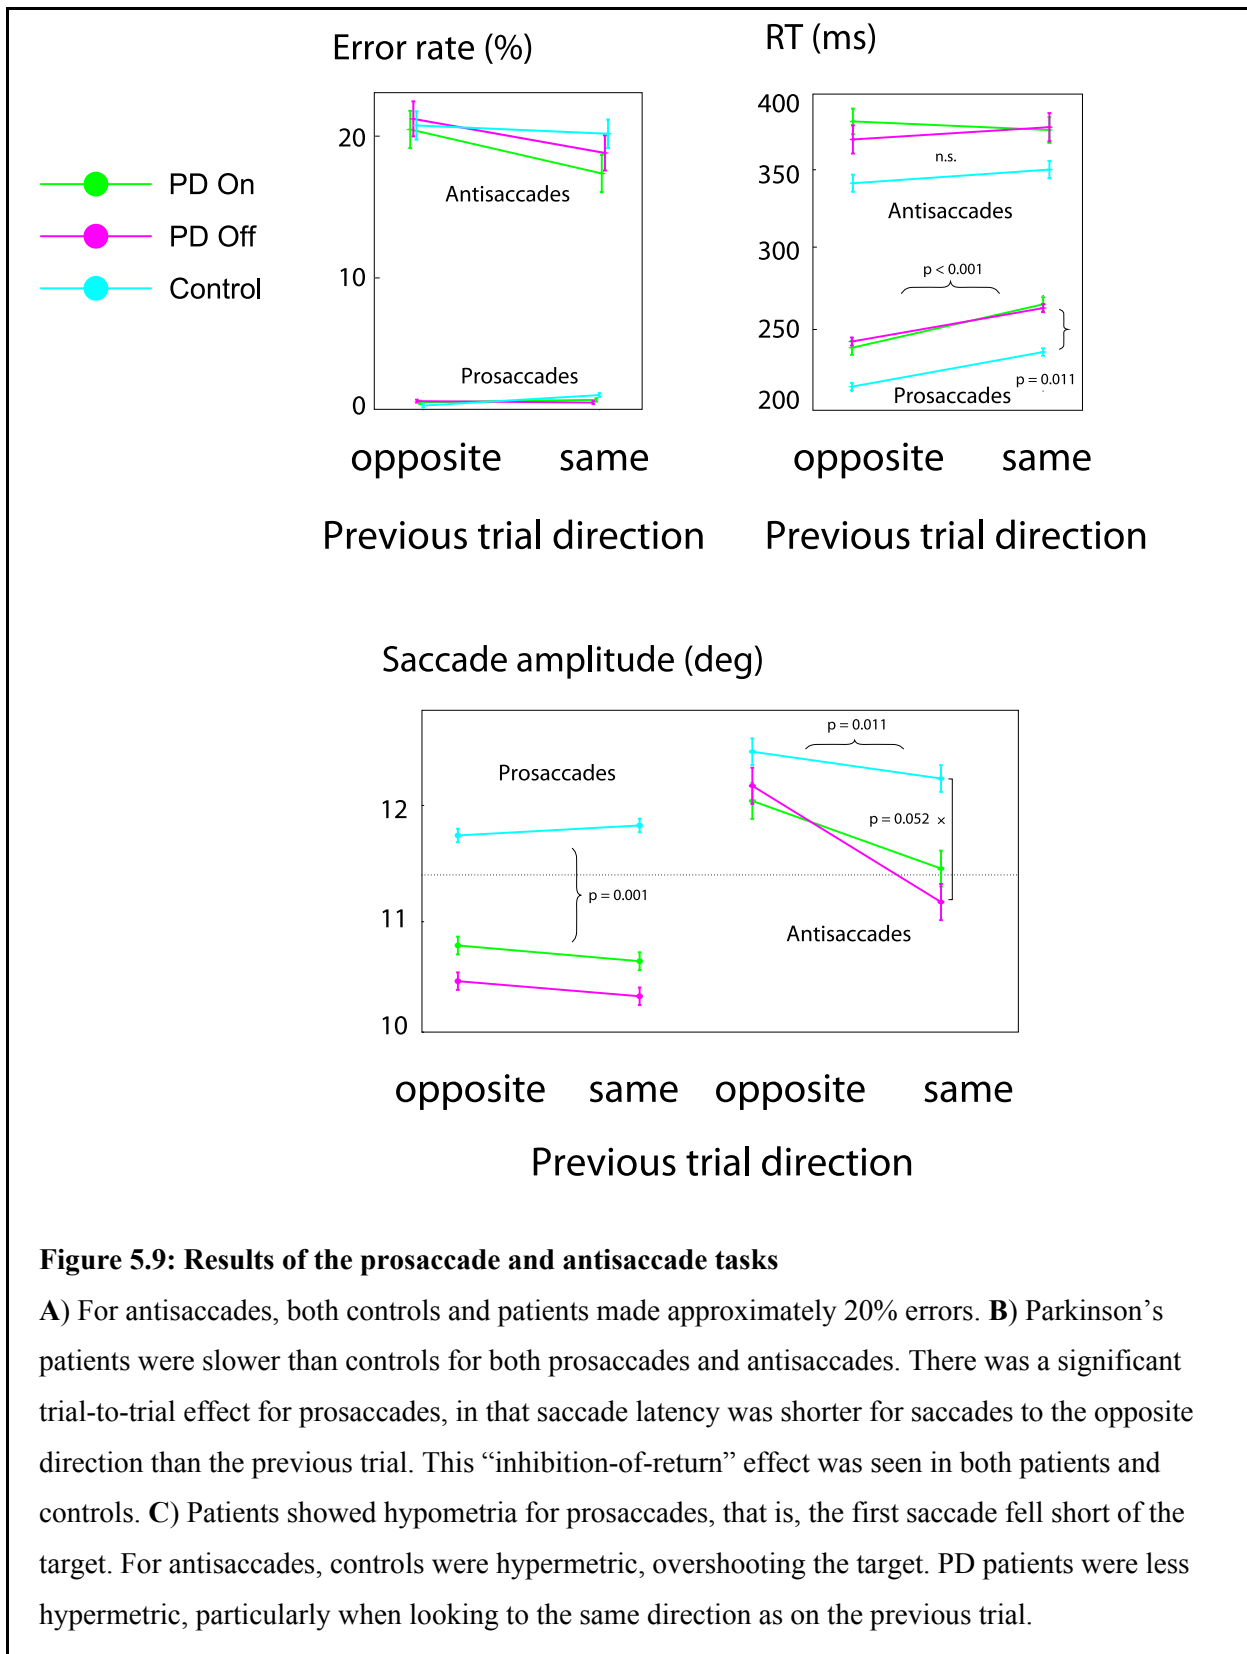 Error rate (%)
20
10
0
Antisaccades
Prosaccades
opposite same
Previous trial direction
PD On
PD Off
Control
RT (ms)
400
350
300
250
200
n.s.
Antisaccades
p < 0.001
p = 0.011
Prosaccades
opposite same
Previous trial direction
Saccade amplitude (deg)
12
11
10
Prosaccades
p = 0.001
p = 0.011
p = 0.052 ×
Antisaccades
opposite same opposite same
Previous trial direction
Figure 5.9: Results of the prosaccade and antisaccade tasks
A) For antisaccades, both controls and patients made approximately 20% errors. B) Parkinson’s
patients were slower than controls for both prosaccades and antisaccades. There was a significant
trial-to-trial effect for prosaccades, in that saccade latency was shorter for saccades to the opposite
direction than the previous trial. This “inhibition-of-return” effect was seen in both patients and
controls. C) Patients showed hypometria for prosaccades, that is, the first saccade fell short of the
target. For antisaccades, controls were hypermetric, overshooting the target. PD patients were less
hypermetric, particularly when looking to the same direction as on the previous trial.